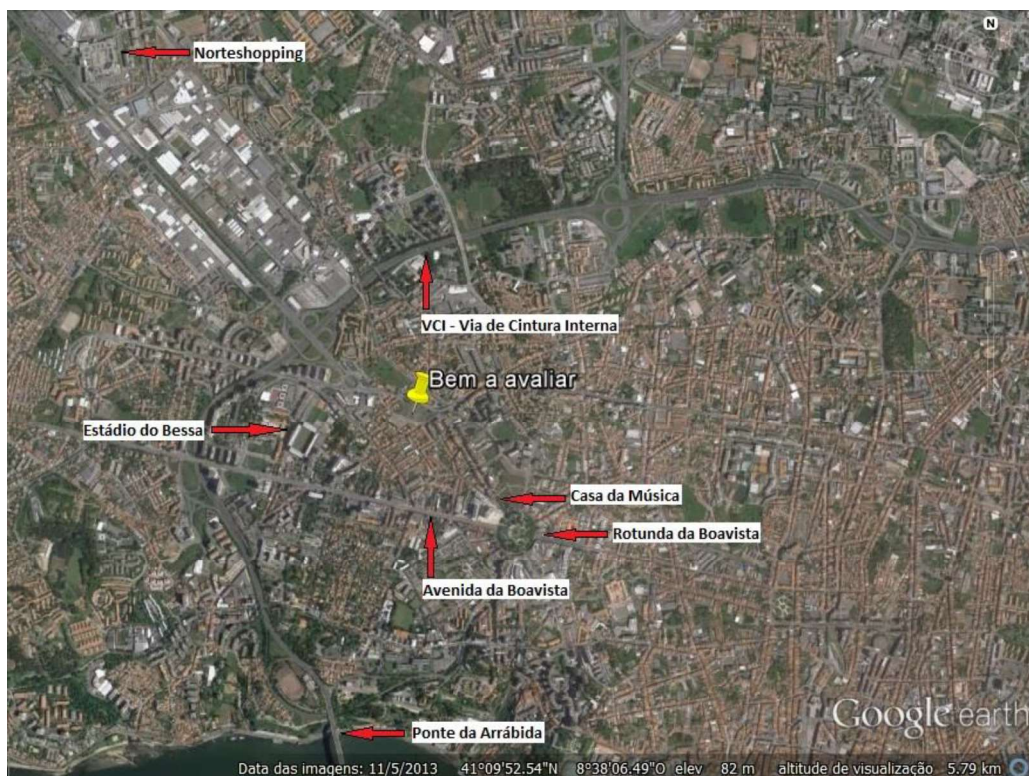 N
Norteshopping
VCI - Via de Cintura Interna
Bem a avaliar
Estádio do Bessa
Casa da Música
Rotunda da Boavista
Avenida da Boavista
Ponte da Arrábida
Google earth
Data das imagens: 11/5/2013 41°09'52.54"N 8°38'06.49"O elev 82 m altitude de visualização 5.79 km